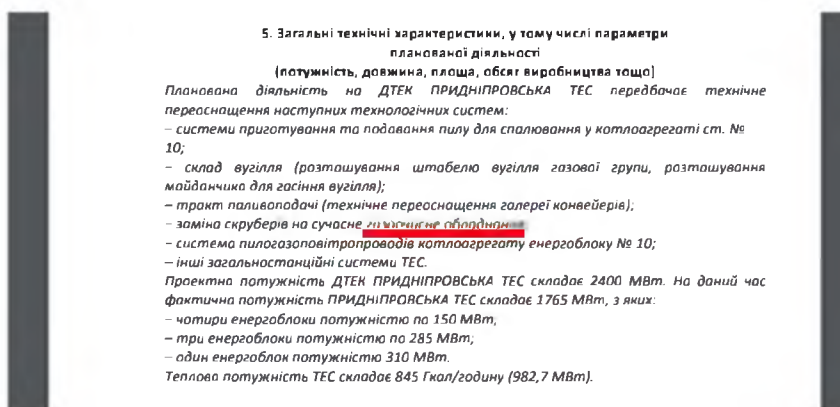 5. Загальні технічні характеристики, у тому числі параметри
планованої діяльності
(потужність, довжина, площа, обсяг виробництва тощо)
Планована діяльність на ДТЕК ПРИДНІПРОВСЬКА ТЕС передбачає технічне
переоснащення наступних технологічних систем:
– системи приготування та подавання пилу для спалювання у котлоагрегаті ст. №
10;
– склад вугілля (розташування штабелю вугілля газової групи, розташування
майданчика для гасіння вугілля);
– тракт паливоподачі (технічне переоснащення галереї конвейерів);
– заміна скруберів на сучасне газоочисне обладнання;
– система пилогазоповітропроводів котлоагрегату енергоблоку № 10;
– інші загальностанційні системи ТЕС.
Проектна потужність ДТЕК ПРИДНІПРОВСЬКА ТЕС складає 2400 МВт. На даний час
фактична потужність ПРИДНІПРОВСЬКА ТЕС складає 1765 МВт, з яких:
– чотири енергоблоки потужністю по 150 МВт;
– три енергоблоки потужністю по 285 МВт;
– один енергоблок потужністю 310 МВт.
Теплова потужність ТЕС складає 845 Гкал/годину (982,7 МВт).